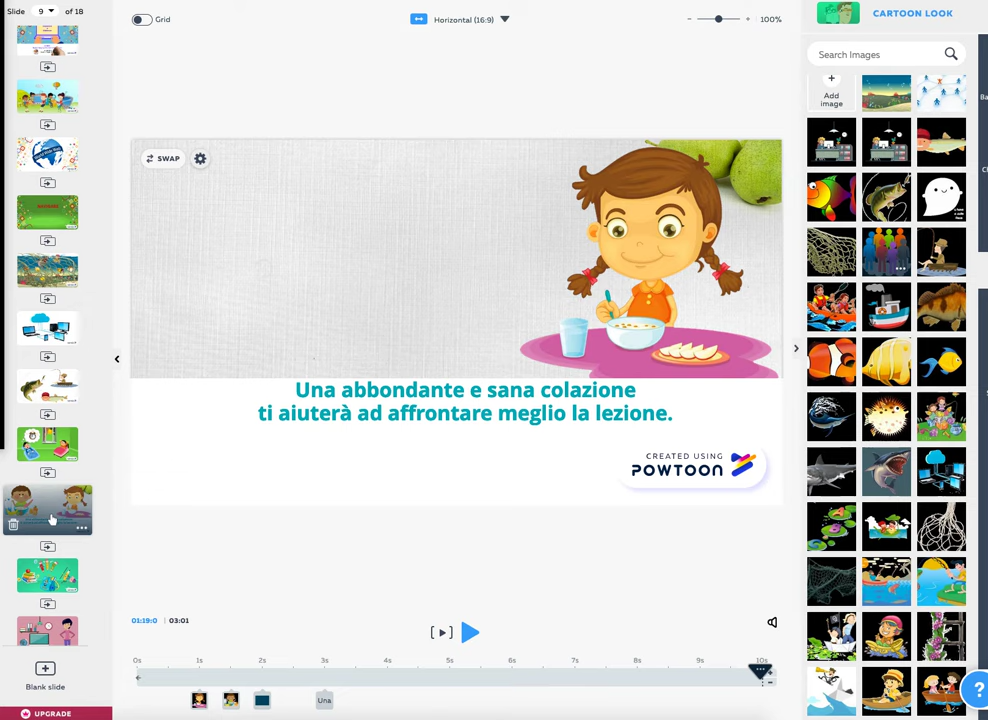 Slide 9 of 18
Grid
Horizontal (16:9)
100%
CARTOON LOOK
Search Images
Add
image
SWAP
Una abbondante e sana colazione
ti aiuterà ad affrontare meglio la lezione.
CREATED USING
POWTOON
01:19:0 | 03:01
0s 1s 2s 3s 4s 5s 6s 7s 8s 9s 10s
Una
Blank slide
UPGRADE
?